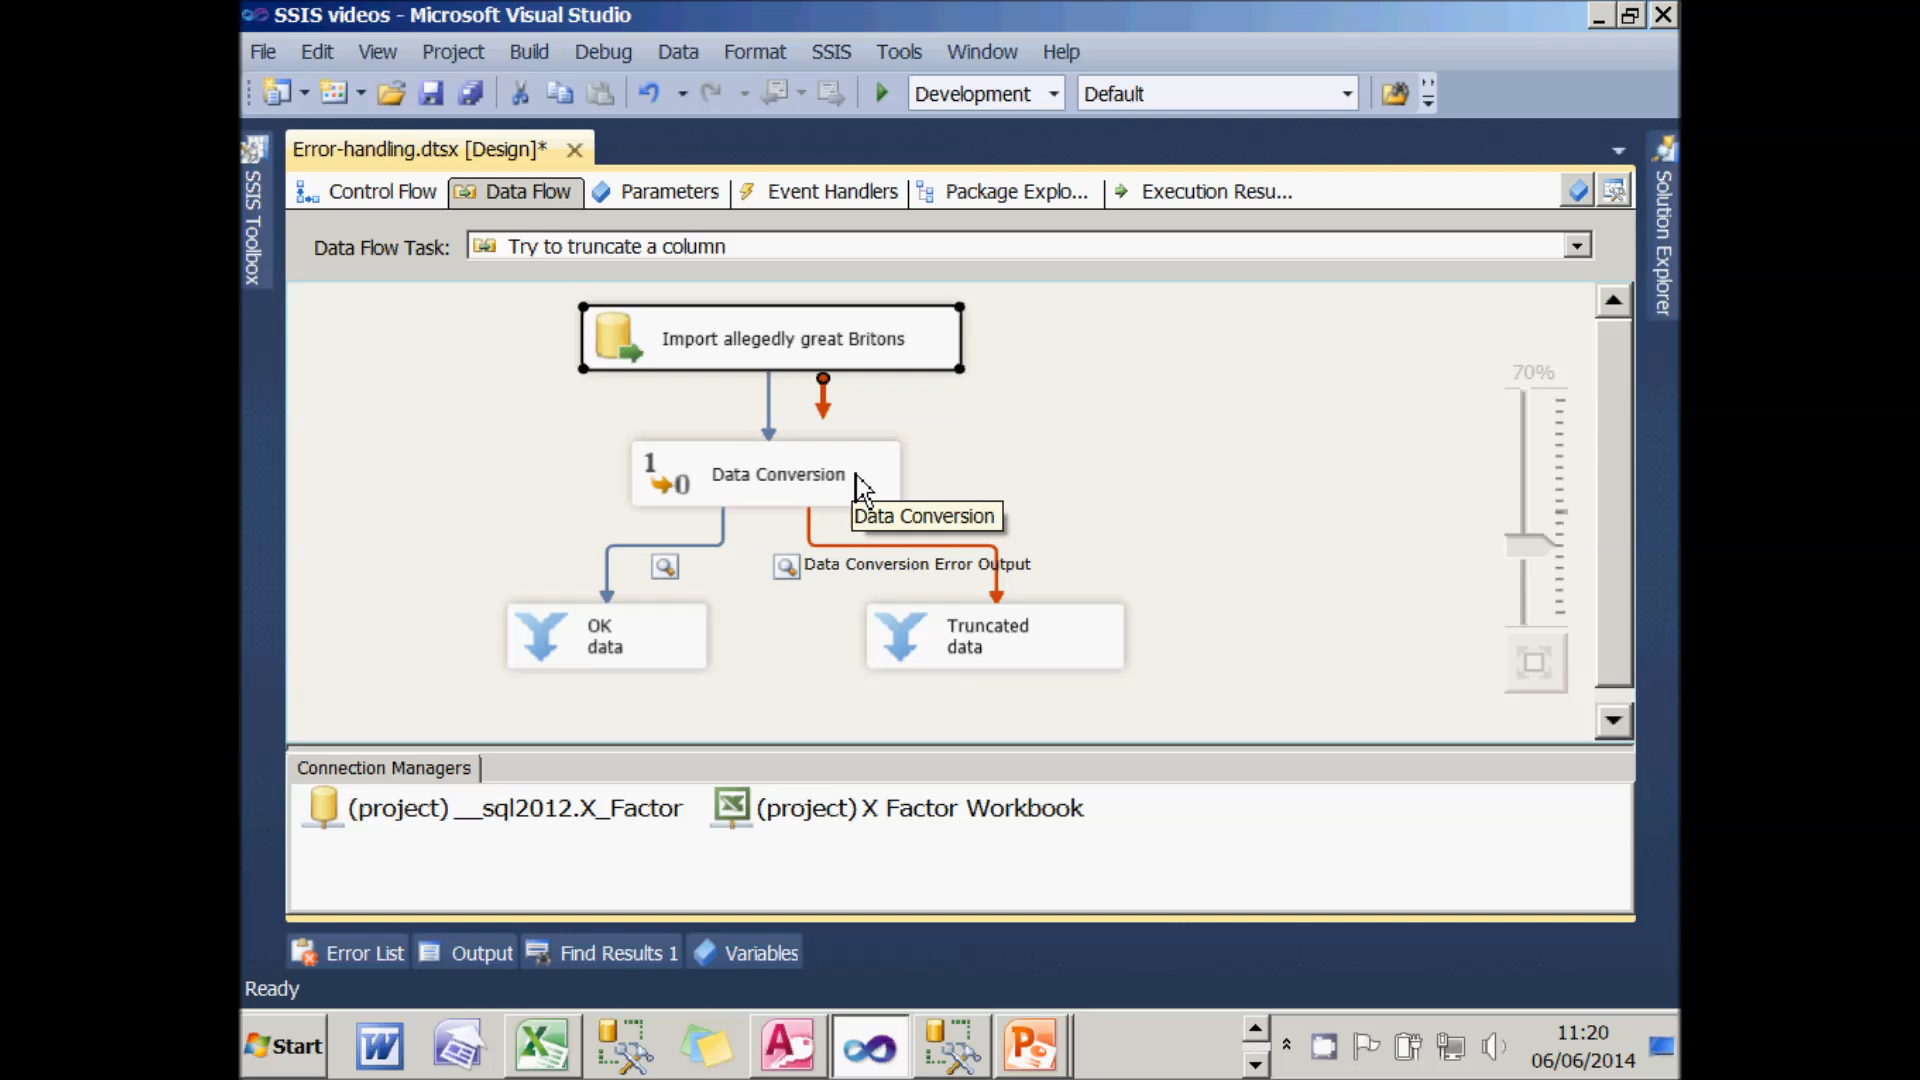 SSIS videos - Microsoft Visual Studio
File Edit View Project Build Debug Data Format SSIS Tools Window Help
Development Default
Error-handling.dtsx [Design]*
Control Flow Data Flow Parameters Event Handlers Package Explo... Execution Resu...
SSIS Toolbox
Solution Explorer
Data Flow Task: Try to truncate a column
Import allegedly great Britons
70%
1
0 Data Conversion
Data Conversion
Data Conversion Error Output
OK
data
Truncated
data
Connection Managers
(project) __sql2012.X_Factor (project) X Factor Workbook
Error List Output Find Results 1 Variables
Ready
Start
11:20
06/06/2014